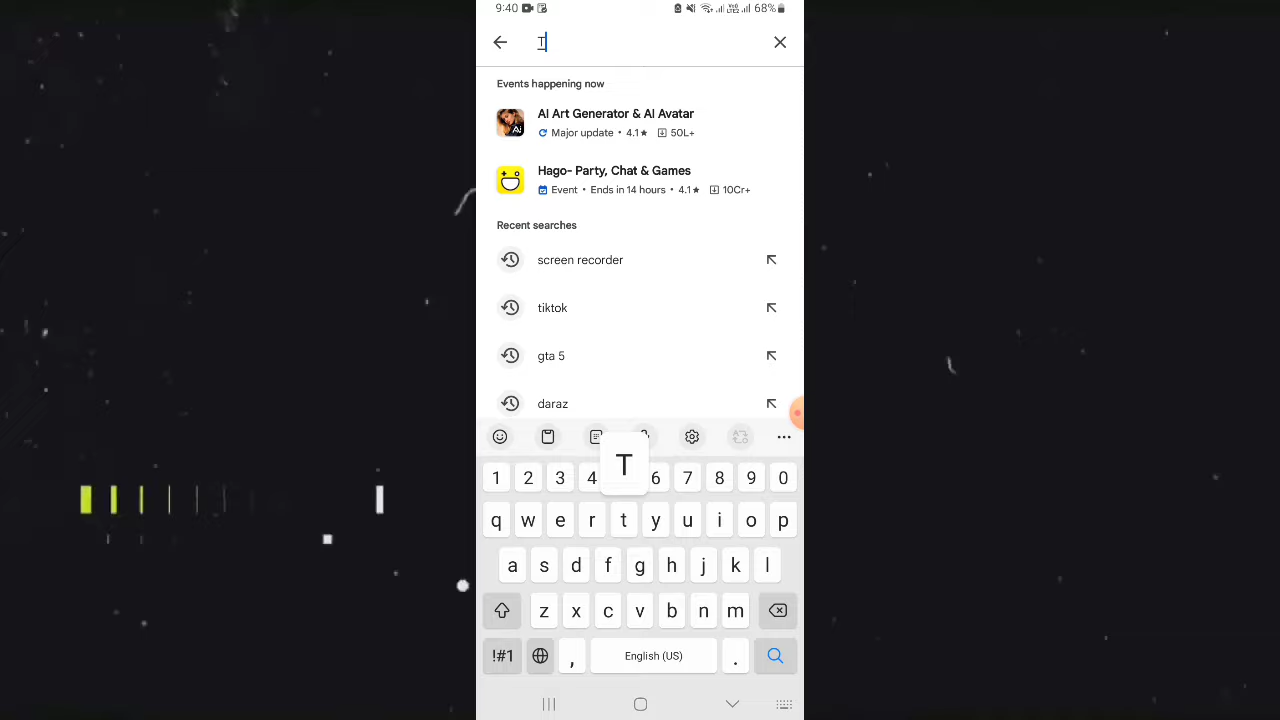 9:40 68%
T
Events happening now
AI Art Generator & AI Avatar
Major update • 4.1★ 50L+
Hago- Party, Chat & Games
Event • Ends in 14 hours • 4.1★ 10Cr+
Recent searches
screen recorder
tiktok
gta 5
daraz
T
1 2 3 4 6 7 8 9 0
q w e r t y u i o p
a s d f g h j k l
z x c v b n m
!#1 , English (US) .